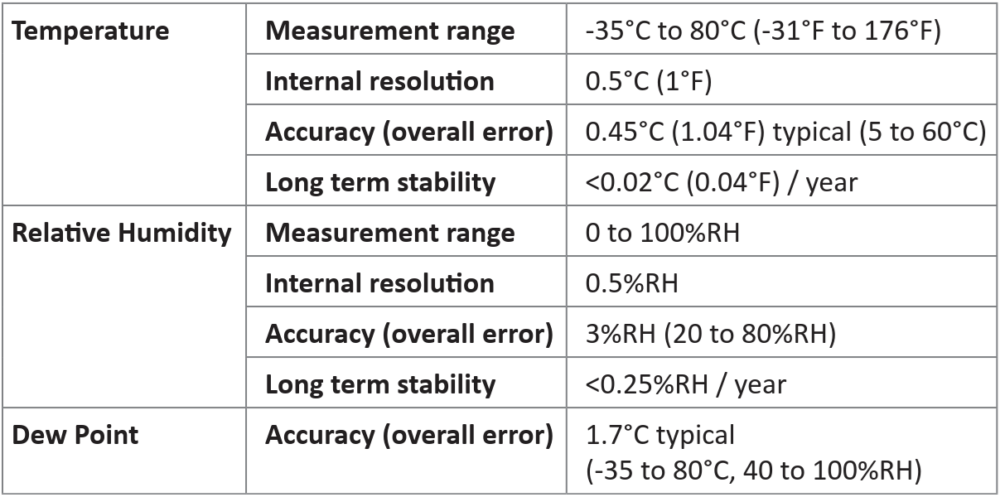 Temperature Measurement range -35°C to 80°C (-31°F to 176°F)
Internal resolution 0.5°C (1°F)
Accuracy (overall error) 0.45°C (1.04°F) typical (5 to 60°C)
Long term stability <0.02°C (0.04°F) / year
Relative Humidity Measurement range 0 to 100%RH
Internal resolution 0.5%RH
Accuracy (overall error) 3%RH (20 to 80%RH)
Long term stability <0.25%RH / year
Dew Point Accuracy (overall error) 1.7°C typical
(-35 to 80°C, 40 to 100%RH)